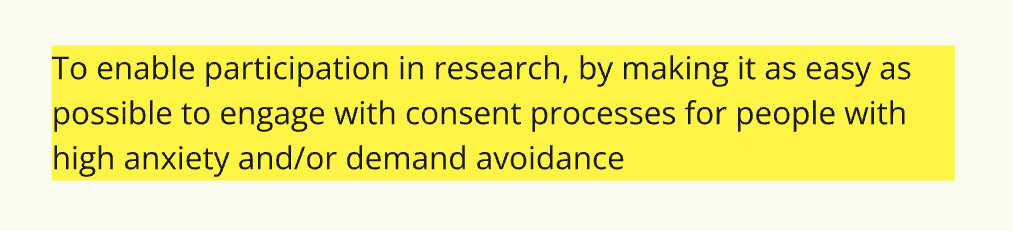 To enable participation in research, by making it as easy as
possible to engage with consent processes for people with
high anxiety and/or demand avoidance